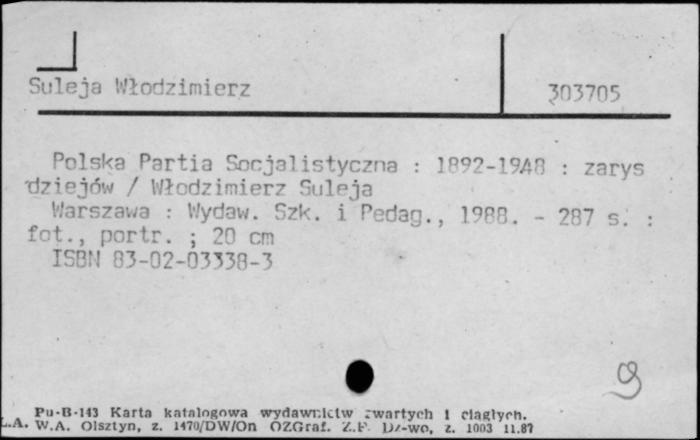 Suleja Włodzimierz
303705
Polska Partia Socjalistyczna : 1892-1948 : zarys
dziejów / Włodzimierz Suleja
Warszawa : Wydaw. Szk. i Pedag., 1988. - 287 s. :
fot., portr. ; 20 cm
ISBN 83-02-03338-3
Pu-B-143 Karta katalogowa wydawnictw zwartych i ciągłych.
W.A. Olsztyn, z. 1470/DW/On OZGraf. Z.P. Dz-wo, z. 1003 11.87